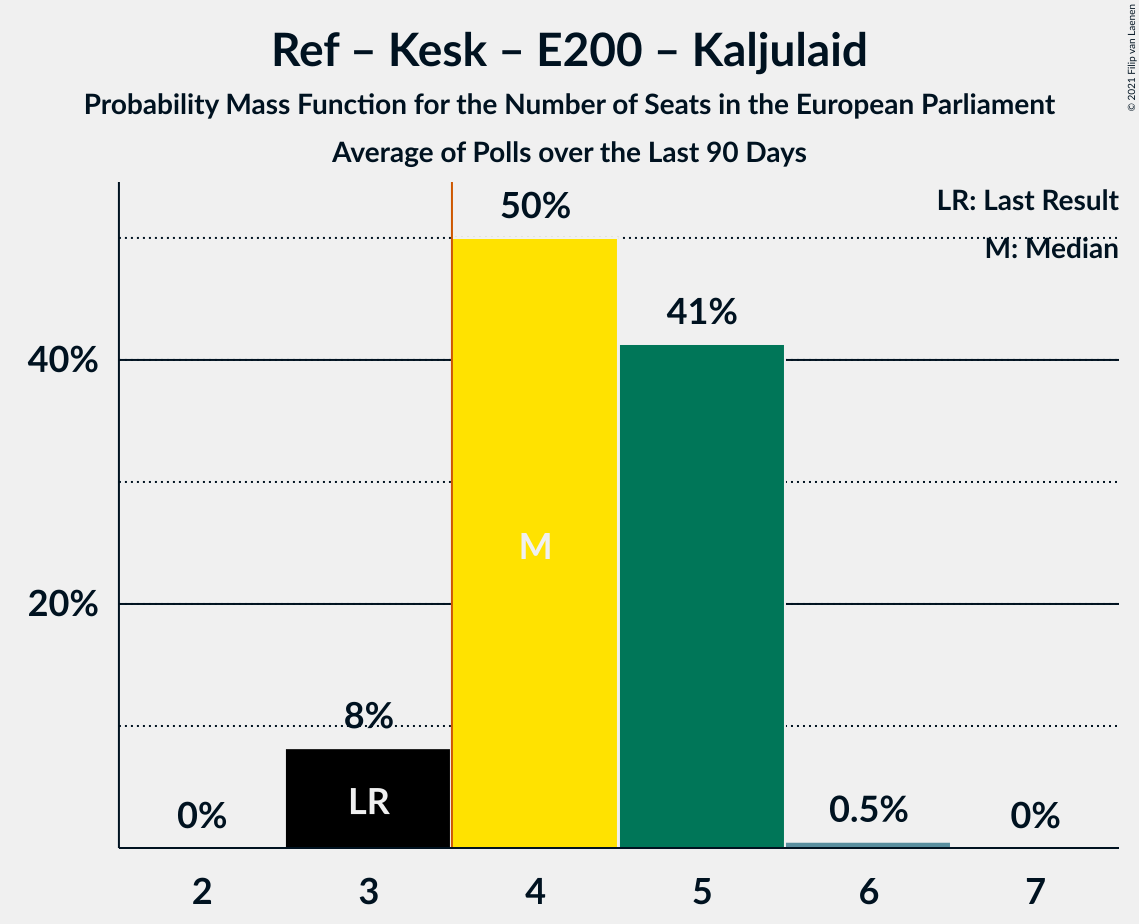 Ref – Kesk – E200 – Kaljulaid
Probability Mass Function for the Number of Seats in the European Parliament
Average of Polls over the Last 90 Days
© 2021 Filip van Laenen
LR: Last Result
M: Median
50%
41%
40%
M
20%
8%
LR
0%
0.5%
0%
2 3 4 5 6 7